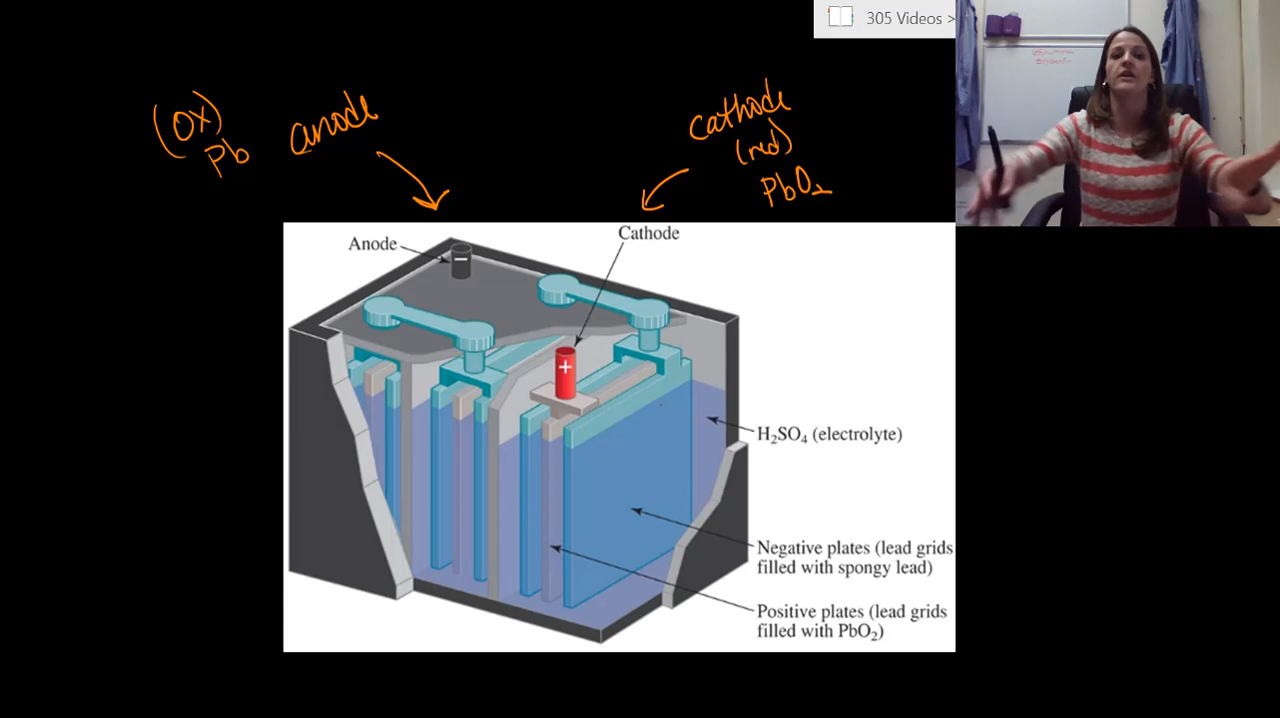 305 Videos >
(OX)
Pb
anode
cathode
(red)
PbO₂
Anode
−
Cathode
+
H₂SO₄ (electrolyte)
Negative plates (lead grids
filled with spongy lead)
Positive plates (lead grids
filled with PbO₂)